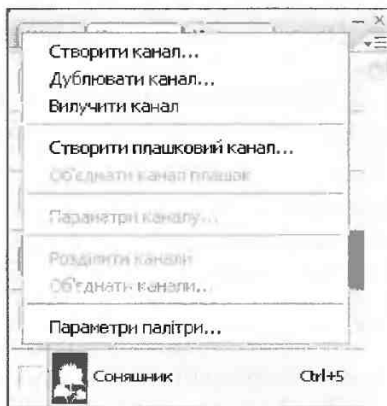 Створити канал...
Дублювати канал...
Вилучити канал
Створити плашковий канал...
Об'єднати канал плашок
Параметри каналу...
Розділити канали
Об'єднати канали...
Параметри палітри...
Соняшник Ctrl+5